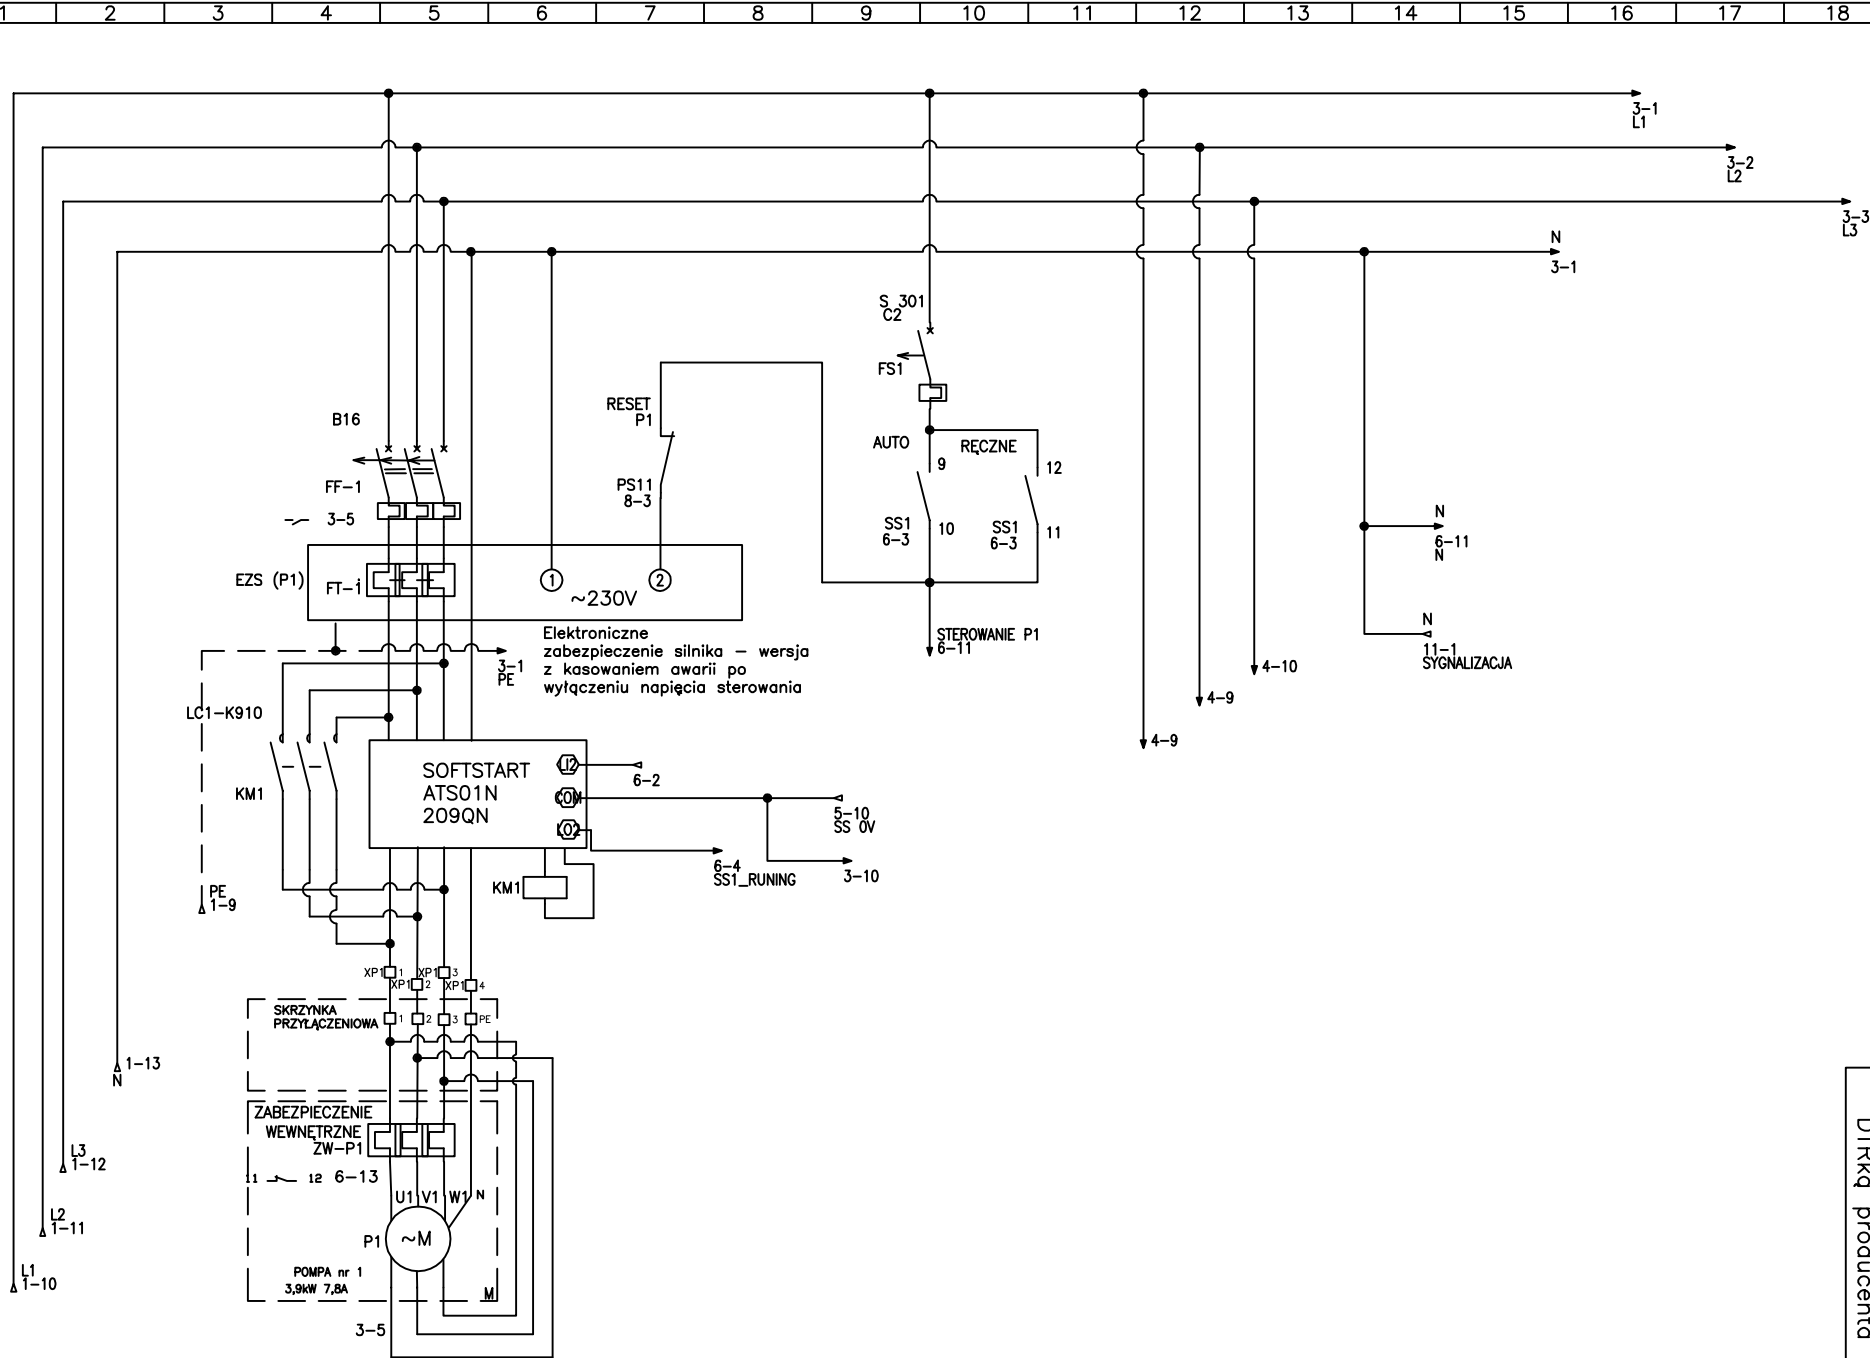 1 2 3 4 5 6 7 8 9 10 11 12 13 14 15 16 17 18
3-1
L1
3-2
L2
3-3
L3
N
3-1
S_301
C2
FS1
RESET
P1
B16
AUTO
RĘCZNE
9
12
FF-1
PS11
8-3
3-5
SS1
6-3
10
SS1
6-3
11
N
6-11
N
EZS (P1)
FT-1
1
2
~230V
N
11-1
SYGNALIZACJA
Elektroniczne
zabezpieczenie silnika – wersja
z kasowaniem awarii po
wyłączeniu napięcia sterowania
STEROWANIE P1
6-11
3-1
PE
4-10
4-9
4-9
LC1-K910
KM1
SOFTSTART
ATS01N
209QN
LI2
COM
LO2
6-2
5-10
SS 0V
6-4
SS1_RUNING
3-10
KM1
PE
1-9
XP1 1
XP1 3
XP1 2
XP1 4
SKRZYNKA
PRZYŁĄCZENIOWA
1 2 3 PE
1-13
N
ZABEZPIECZENIE
WEWNĘTRZNE
ZW-P1
L3
1-12
11 12 6-13
U1 V1 W1 N
L2
1-11
P1
~M
L1
1-10
POMPA nr 1
3,9kW 7,8A
M
3-5
producenta